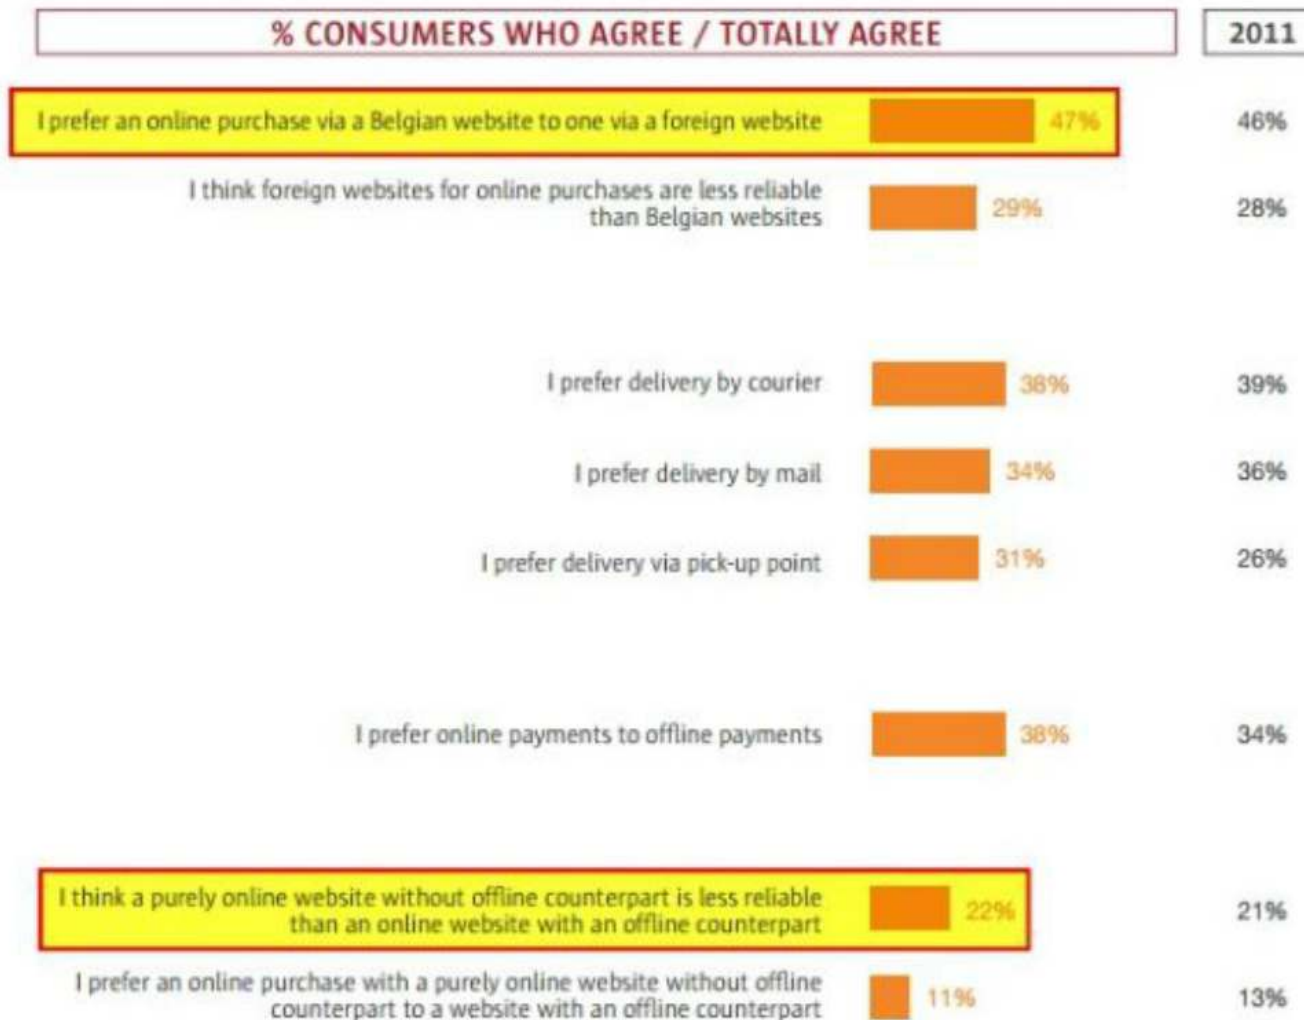 % CONSUMERS WHO AGREE / TOTALLY AGREE 2011
I prefer an online purchase via a Belgian website to one via a foreign website 47% 46%
I think foreign websites for online purchases are less reliable
than Belgian websites 29% 28%
I prefer delivery by courier 38% 39%
I prefer delivery by mail 34% 36%
I prefer delivery via pick-up point 31% 26%
I prefer online payments to offline payments 38% 34%
I think a purely online website without offline counterpart is less reliable
than an online website with an offline counterpart 22% 21%
I prefer an online purchase with a purely online website without offline
counterpart to a website with an offline counterpart 11% 13%